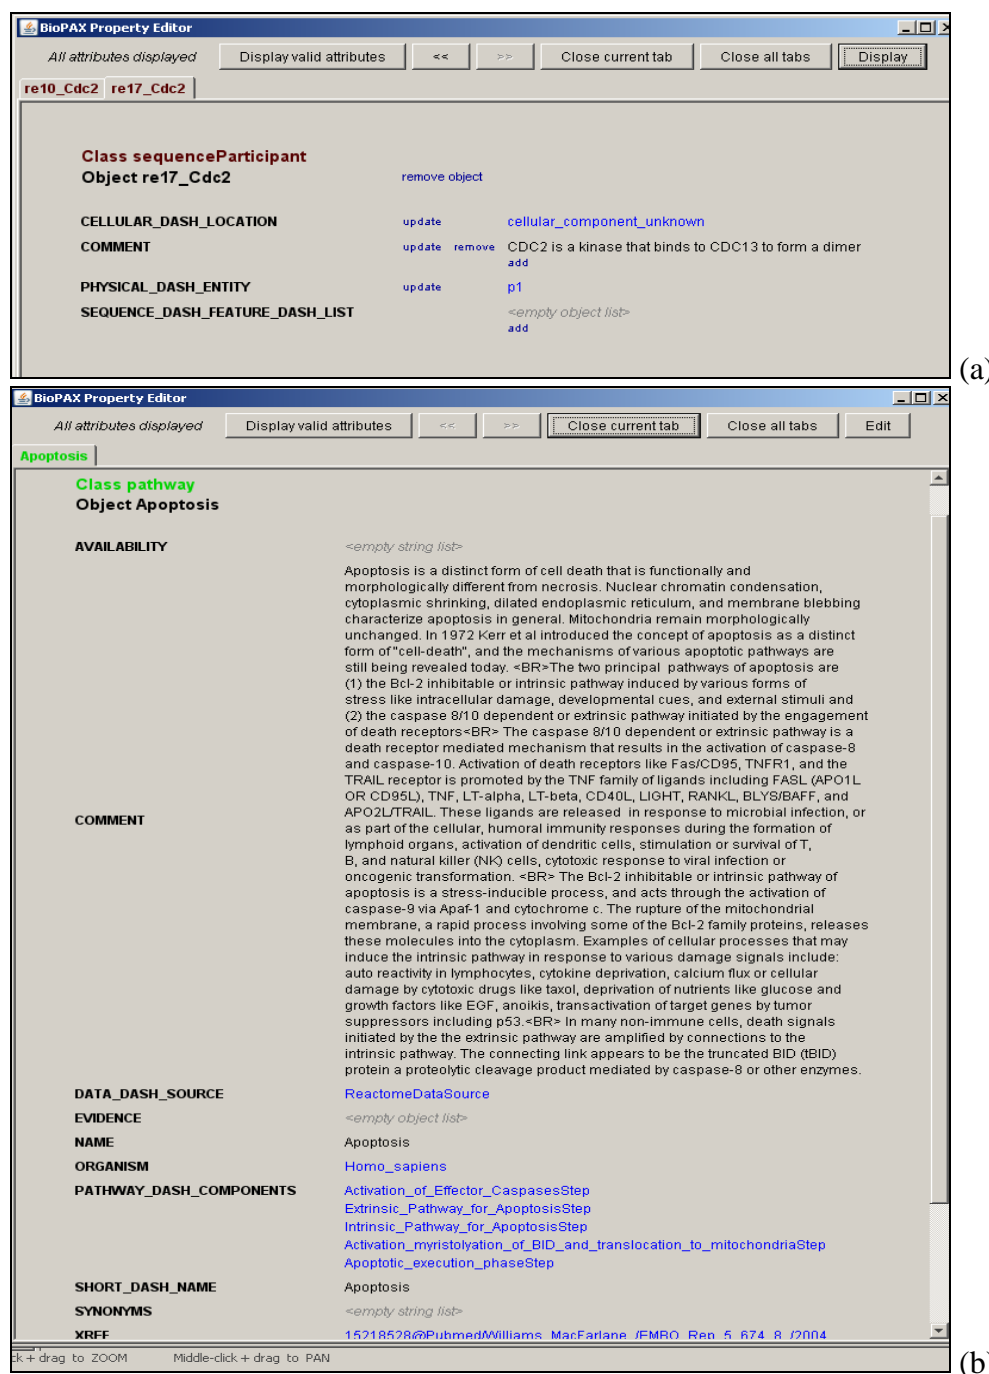 BioPAX Property Editor
All attributes displayed Display valid attributes << >> Close current tab Close all tabs Display
re10_Cdc2 re17_Cdc2
Class sequenceParticipant
Object re17_Cdc2 remove object
CELLULAR_DASH_LOCATION update cellular_component_unknown
COMMENT update remove CDC2 is a kinase that binds to CDC13 to form a dimer
add
PHYSICAL_DASH_ENTITY update p1
SEQUENCE_DASH_FEATURE_DASH_LIST <empty object list>
add
(a)
BioPAX Property Editor
All attributes displayed Display valid attributes << >> Close current tab Close all tabs Edit
Apoptosis
Class pathway
Object Apoptosis
AVAILABILITY <empty string list>
Apoptosis is a distinct form of cell death that is functionally and
morphologically different from necrosis. Nuclear chromatin condensation,
cytoplasmic shrinking, dilated endoplasmic reticulum, and membrane blebbing
characterize apoptosis in general. Mitochondria remain morphologically
unchanged. In 1972 Kerr et al introduced the concept of apoptosis as a distinct
form of "cell-death", and the mechanisms of various apoptotic pathways are
still being revealed today. <BR>The two principal pathways of apoptosis are
(1) the Bcl-2 inhibitable or intrinsic pathway induced by various forms of
stress like intracellular damage, developmental cues, and external stimuli and
(2) the caspase 8/10 dependent or extrinsic pathway initiated by the engagement
of death receptors<BR> The caspase 8/10 dependent or extrinsic pathway is a
death receptor mediated mechanism that results in the activation of caspase-8
and caspase-10. Activation of death receptors like Fas/CD95, TNFR1, and the
TRAIL receptor is promoted by the TNF family of ligands including FASL (APO1L
OR CD95L), TNF, LT-alpha, LT-beta, CD40L, LIGHT, RANKL, BLYS/BAFF, and
APO2L/TRAIL. These ligands are released in response to microbial infection, or
COMMENT as part of the cellular, humoral immunity responses during the formation of
lymphoid organs, activation of dendritic cells, stimulation or survival of T,
B, and natural killer (NK) cells, cytotoxic response to viral infection or
oncogenic transformation. <BR> The Bcl-2 inhibitable or intrinsic pathway of
apoptosis is a stress-inducible process, and acts through the activation of
caspase-9 via Apaf-1 and cytochrome c. The rupture of the mitochondrial
membrane, a rapid process involving some of the Bcl-2 family proteins, releases
these molecules into the cytoplasm. Examples of cellular processes that may
induce the intrinsic pathway in response to various damage signals include:
auto reactivity in lymphocytes, cytokine deprivation, calcium flux or cellular
damage by cytotoxic drugs like taxol, deprivation of nutrients like glucose and
growth factors like EGF, anoikis, transactivation of target genes by tumor
suppressors including p53.<BR> In many non-immune cells, death signals
initiated by the the extrinsic pathway are amplified by connections to the
intrinsic pathway. The connecting link appears to be the truncated BID (tBID)
protein a proteolytic cleavage product mediated by caspase-8 or other enzymes.
DATA_DASH_SOURCE ReactomeDataSource
EVIDENCE <empty object list>
NAME Apoptosis
ORGANISM Homo_sapiens
PATHWAY_DASH_COMPONENTS Activation_of_Effector_CaspasesStep
Extrinsic_Pathway_for_ApoptosisStep
Intrinsic_Pathway_for_ApoptosisStep
Activation_myristolyation_of_BID_and_translocation_to_mitochondriaStep
Apoptotic_execution_phaseStep
SHORT_DASH_NAME Apoptosis
SYNONYMS <empty string list>
XREF 15218528@Pubmed/Williams_MacFarlane_/EMBO_Rep_5_674_8_/2004
ck + drag to ZOOM Middle-click + drag to PAN
(b)